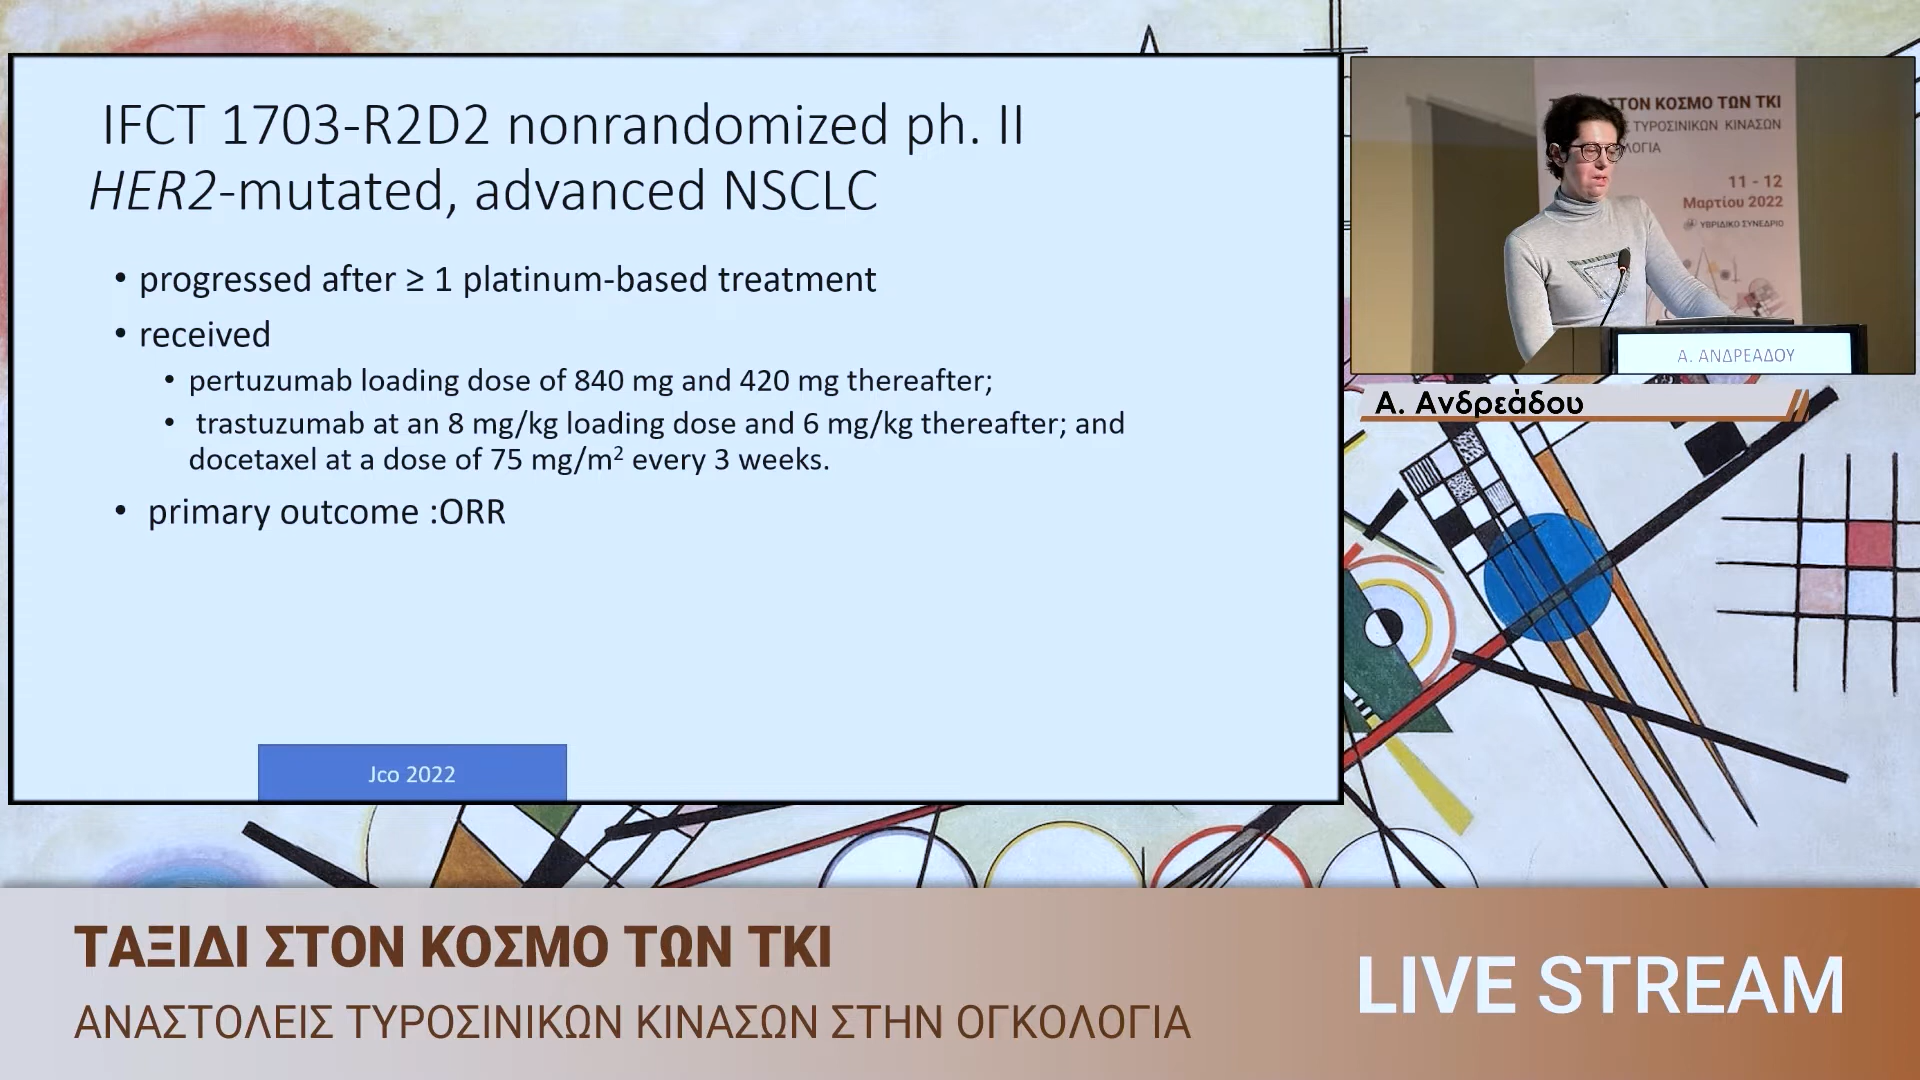 IFCT 1703-R2D2 nonrandomized ph. II
HER2-mutated, advanced NSCLC
• progressed after ≥ 1 platinum-based treatment
• received
• pertuzumab loading dose of 840 mg and 420 mg thereafter;
• trastuzumab at an 8 mg/kg loading dose and 6 mg/kg thereafter; and
docetaxel at a dose of 75 mg/m² every 3 weeks.
• primary outcome :ORR
Jco 2022
ΣΤΟΝ ΚΟΣΜΟ ΤΩΝ ΤΚΙ
ΤΥΡΟΣΙΝΙΚΩΝ ΚΙΝΑΣΩΝ
11 - 12
Μαρτίου 2022
ΥΒΡΙΔΙΚΟ ΣΥΝΕΔΡΙΟ
Α. ΑΝΔΡΕΑΔΟΥ
Α. Ανδρεάδου
ΤΑΞΙΔΙ ΣΤΟΝ ΚΟΣΜΟ ΤΩΝ ΤΚΙ
ΑΝΑΣΤΟΛΕΙΣ ΤΥΡΟΣΙΝΙΚΩΝ ΚΙΝΑΣΩΝ ΣΤΗΝ ΟΓΚΟΛΟΓΙΑ
LIVE STREAM